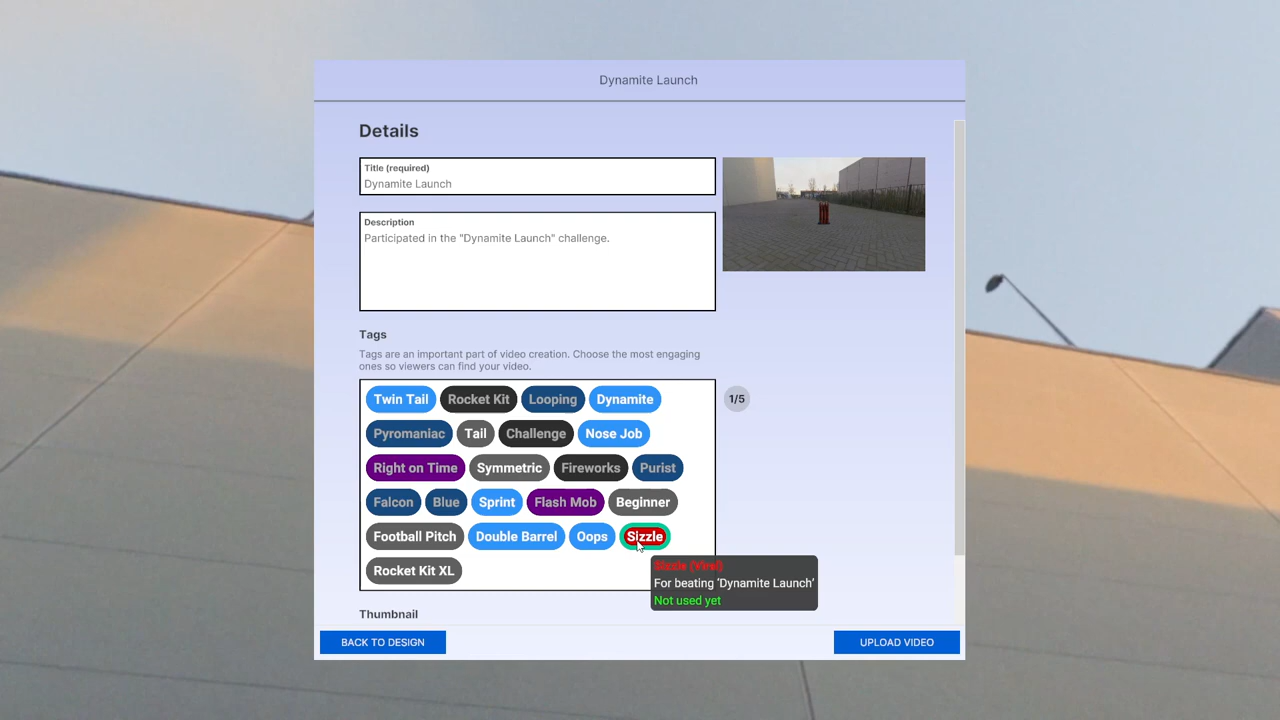 Dynamite Launch
Details
Title (required)
Dynamite Launch
Description
Participated in the "Dynamite Launch" challenge.
Tags
Tags are an important part of video creation. Choose the most engaging
ones so viewers can find your video.
Twin Tail Rocket Kit Looping Dynamite
1/5
Pyromaniac Tail Challenge Nose Job
Right on Time Symmetric Fireworks Purist
Falcon Blue Sprint Flash Mob Beginner
Football Pitch Double Barrel Oops Sizzle
Rocket Kit XL
Sizzle (Viral)
For beating ‘Dynamite Launch’
Not used yet
Thumbnail
BACK TO DESIGN
UPLOAD VIDEO